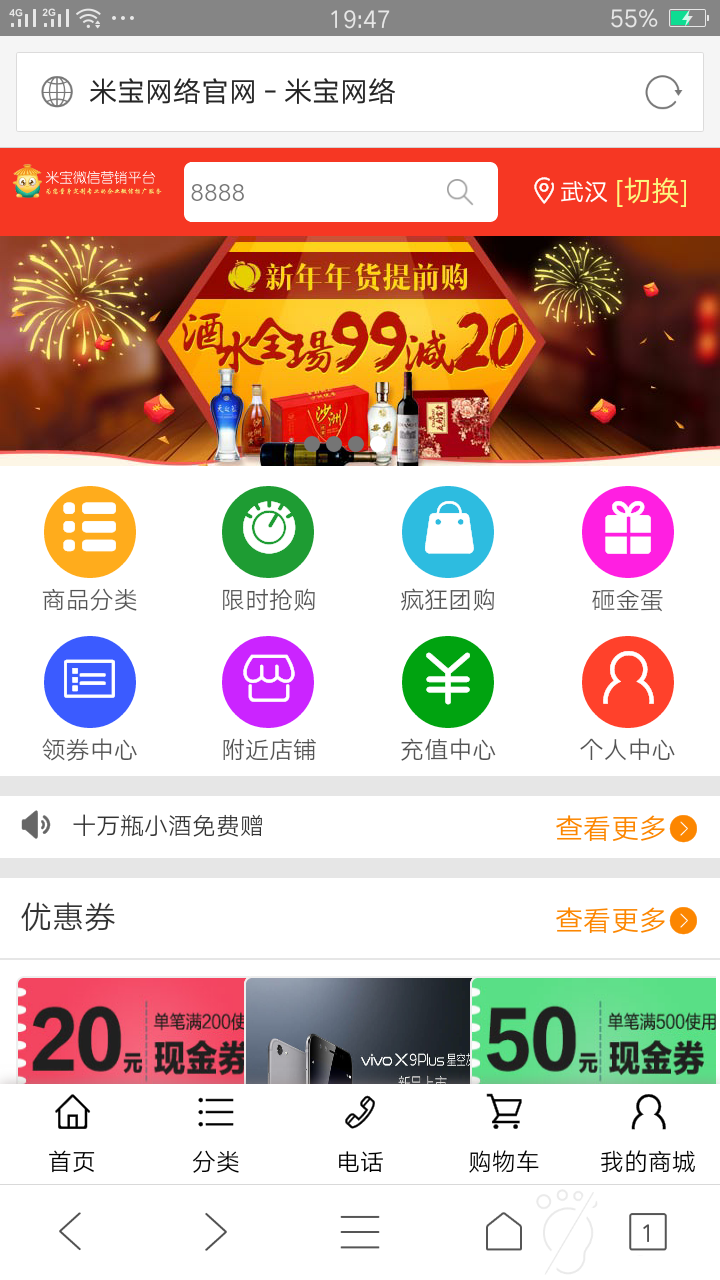 4G 2G 19:47 55%
米宝网络官网 - 米宝网络
米宝微信营销平台
8888
武汉 [切换]
新年年货提前购
酒水全場99减20
沙洲
商品分类 限时抢购 疯狂团购 砸金蛋
领券中心 附近店铺 充值中心 个人中心
十万瓶小酒免费赠 查看更多
优惠券 查看更多
20元 单笔满200使 现金券
vivo X9Plus 星空灰
新品上市
50元 单笔满500使用 现金券
首页 分类 电话 购物车 我的商城
1